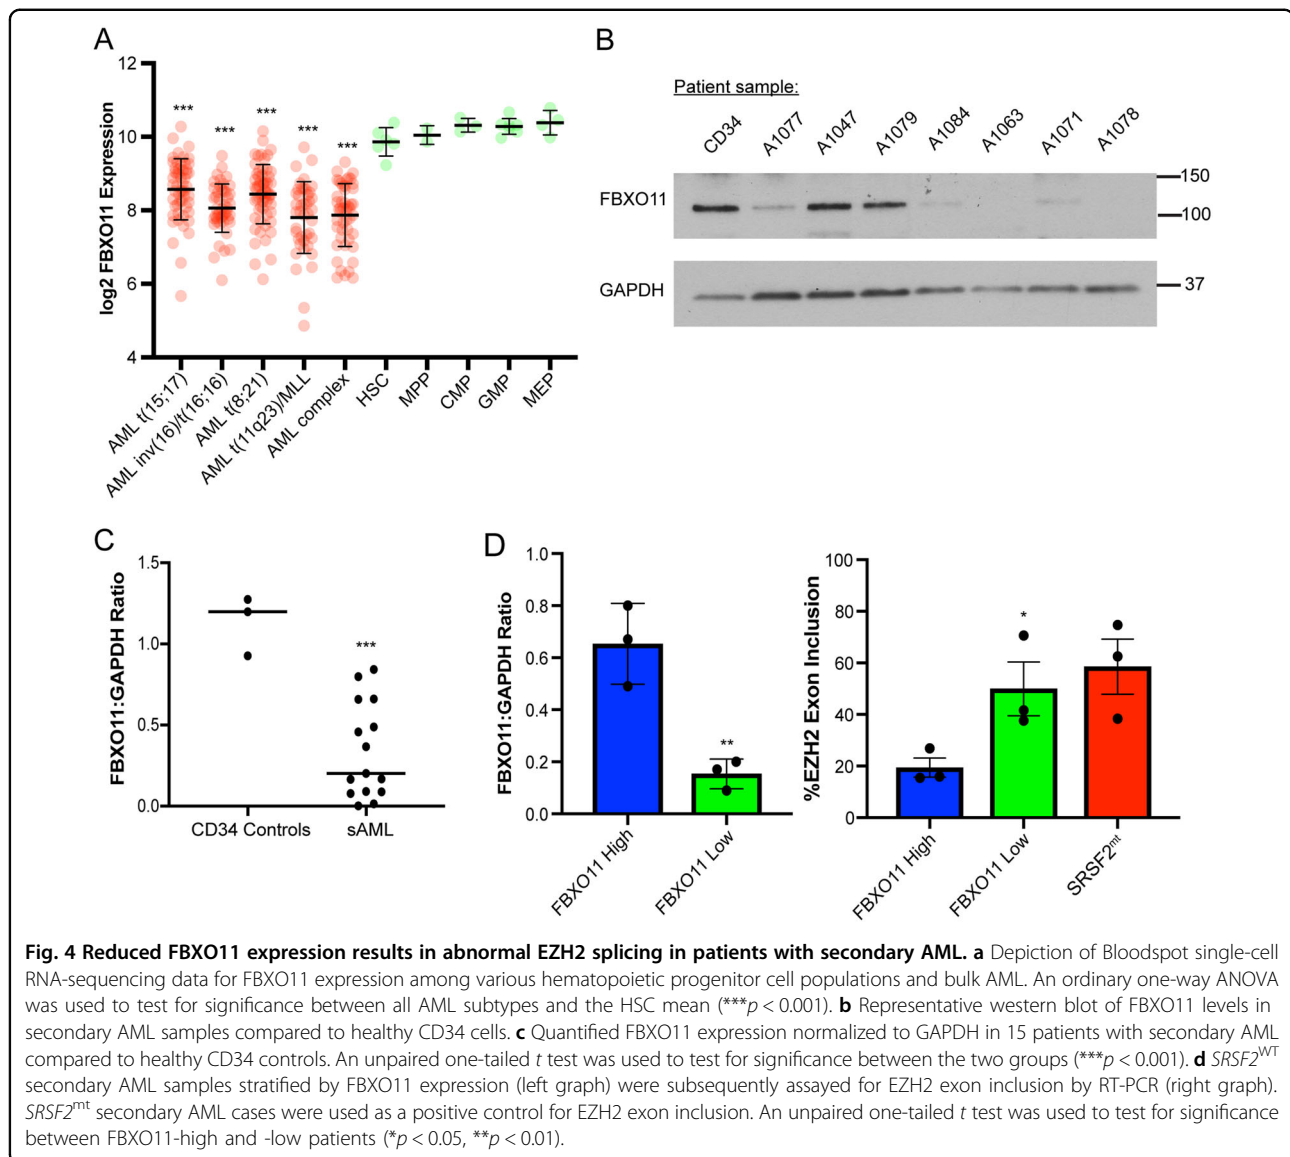 A
12
10
8
6
4
log2 FBXO11 Expression
***
***
***
***
***
AML t(15;17)
AML inv(16)/t(16;16)
AML t(8;21)
AML t(11q23)/MLL
AML complex
HSC
MPP
CMP
GMP
MEP
B
Patient sample:
CD34
A1077
A1047
A1079
A1084
A1063
A1071
A1078
FBXO11
150
100
GAPDH
37
C
FBXO11:GAPDH Ratio
1.5
1.0
0.5
0.0
***
CD34 Controls
sAML
D
FBXO11:GAPDH Ratio
1.0
0.8
0.6
0.4
0.2
0.0
**
FBXO11 High
FBXO11 Low
%EZH2 Exon Inclusion
100
80
60
40
20
0
*
FBXO11 High
FBXO11 Low
SRSF2mt
Fig. 4 Reduced FBXO11 expression results in abnormal EZH2 splicing in patients with secondary AML. a Depiction of Bloodspot single-cell
RNA-sequencing data for FBXO11 expression among various hematopoietic progenitor cell populations and bulk AML. An ordinary one-way ANOVA
was used to test for significance between all AML subtypes and the HSC mean (***p < 0.001). b Representative western blot of FBXO11 levels in
secondary AML samples compared to healthy CD34 cells. c Quantified FBXO11 expression normalized to GAPDH in 15 patients with secondary AML
compared to healthy CD34 controls. An unpaired one-tailed t test was used to test for significance between the two groups (***p < 0.001). d SRSF2WT
secondary AML samples stratified by FBXO11 expression (left graph) were subsequently assayed for EZH2 exon inclusion by RT-PCR (right graph).
SRSF2mt secondary AML cases were used as a positive control for EZH2 exon inclusion. An unpaired one-tailed t test was used to test for significance
between FBXO11-high and -low patients (*p < 0.05, **p < 0.01).